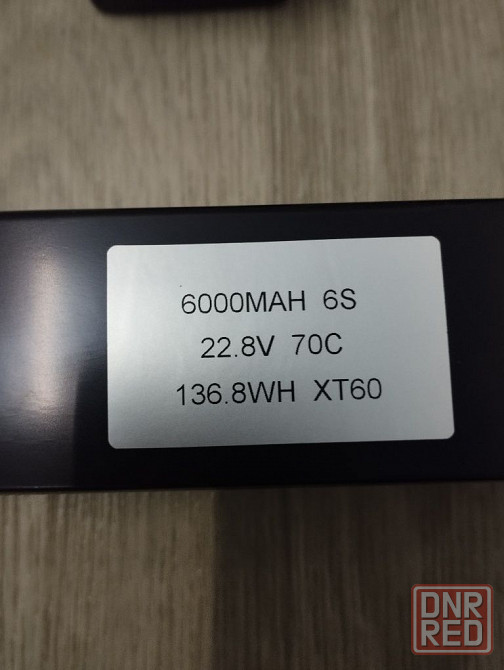 6000MAH 6S
22.8V 70C
136.8WH XT60
DNR
RED